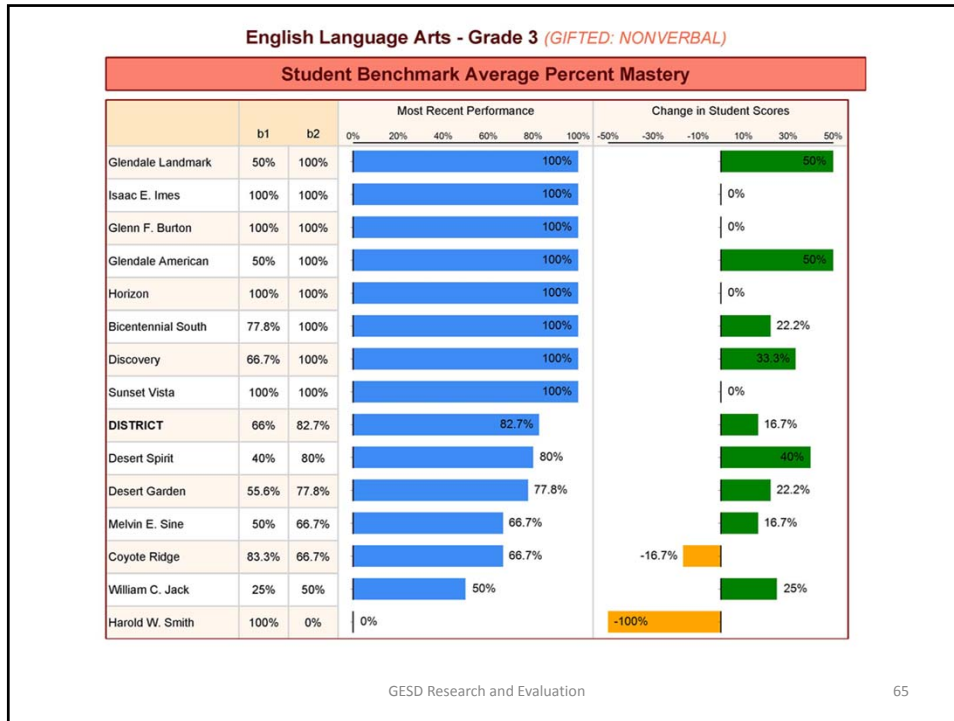 English Language Arts - Grade 3 (GIFTED: NONVERBAL)
Student Benchmark Average Percent Mastery
Most Recent Performance Change in Student Scores
b1 b2 0% 20% 40% 60% 80% 100% -50% -30% -10% 10% 30% 50%
Glendale Landmark 50% 100% 100% 50%
Isaac E. Imes 100% 100% 100% 0%
Glenn F. Burton 100% 100% 100% 0%
Glendale American 50% 100% 100% 50%
Horizon 100% 100% 100% 0%
Bicentennial South 77.8% 100% 100% 22.2%
Discovery 66.7% 100% 100% 33.3%
Sunset Vista 100% 100% 100% 0%
DISTRICT 66% 82.7% 82.7% 16.7%
Desert Spirit 40% 80% 80% 40%
Desert Garden 55.6% 77.8% 77.8% 22.2%
Melvin E. Sine 50% 66.7% 66.7% 16.7%
Coyote Ridge 83.3% 66.7% 66.7% -16.7%
William C. Jack 25% 50% 50% 25%
Harold W. Smith 100% 0% 0% -100%
GESD Research and Evaluation 65